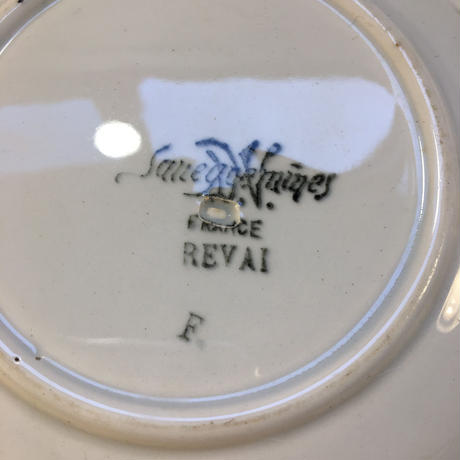 Sarreguemines
FRANCE
REVAI
F.